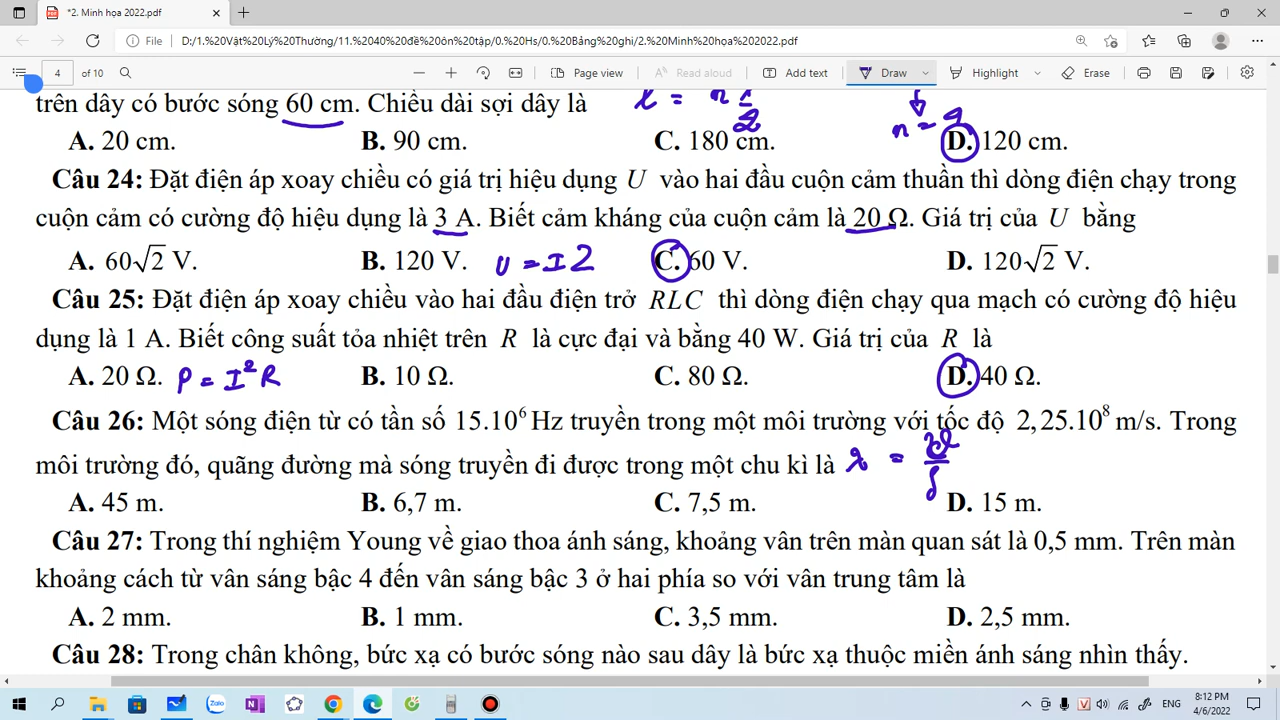 *2. Minh họa 2022.pdf
File D:/1.%20Vật%20Lý%20Thường/11.%2040%20đề%20ôn%20tập/0.%20Hs/0.%20Bảng%20ghi/2.%20Minh%20họa%202022.pdf
4 of 10 Page view Read aloud Add text Draw Highlight Erase
trên dây có bước sóng 60 cm. Chiều dài sợi dây là
A. 20 cm. B. 90 cm. C. 180 cm. D. 120 cm.
Câu 24: Đặt điện áp xoay chiều có giá trị hiệu dụng U vào hai đầu cuộn cảm thuần thì dòng điện chạy trong
cuộn cảm có cường độ hiệu dụng là 3 A. Biết cảm kháng của cuộn cảm là 20 Ω. Giá trị của U bằng
A. 60√2 V. B. 120 V. U = IZ C. 60 V. D. 120√2 V.
Câu 25: Đặt điện áp xoay chiều vào hai đầu điện trở RLC thì dòng điện chạy qua mạch có cường độ hiệu
dụng là 1 A. Biết công suất tỏa nhiệt trên R là cực đại và bằng 40 W. Giá trị của R là
A. 20 Ω. P = I²R B. 10 Ω. C. 80 Ω. D. 40 Ω.
Câu 26: Một sóng điện từ có tần số 15.10⁶ Hz truyền trong một môi trường với tốc độ 2,25.10⁸ m/s. Trong
môi trường đó, quãng đường mà sóng truyền đi được trong một chu kì là λ =
A. 45 m. B. 6,7 m. C. 7,5 m. D. 15 m.
Câu 27: Trong thí nghiệm Young về giao thoa ánh sáng, khoảng vân trên màn quan sát là 0,5 mm. Trên màn
khoảng cách từ vân sáng bậc 4 đến vân sáng bậc 3 ở hai phía so với vân trung tâm là
A. 2 mm. B. 1 mm. C. 3,5 mm. D. 2,5 mm.
Câu 28: Trong chân không, bức xạ có bước sóng nào sau dây là bức xạ thuộc miền ánh sáng nhìn thấy.
Zalo ENG 8:12 PM
4/6/2022